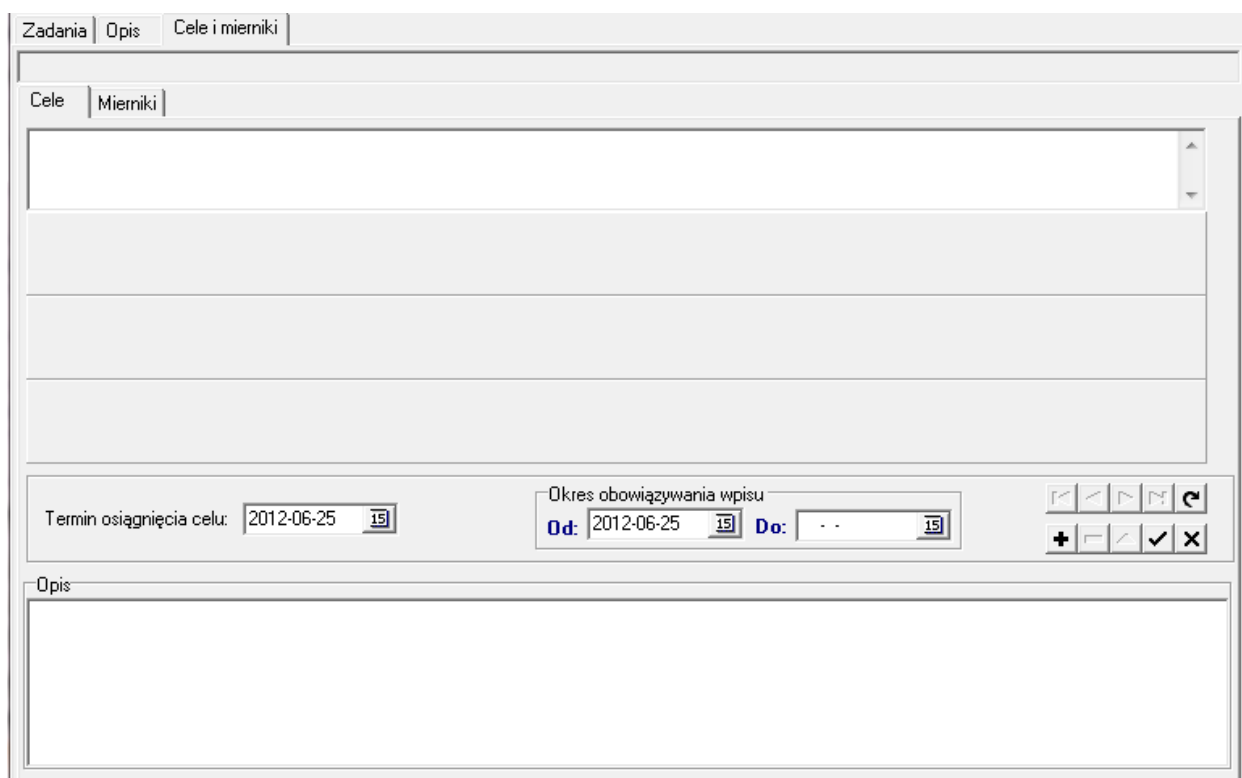 Zadania Opis Cele i mierniki
Cele Mierniki
Termin osiągnięcia celu: 2012-06-25 15
Okres obowiązywania wpisu
Od: 2012-06-25 15 Do: - - 15
Opis